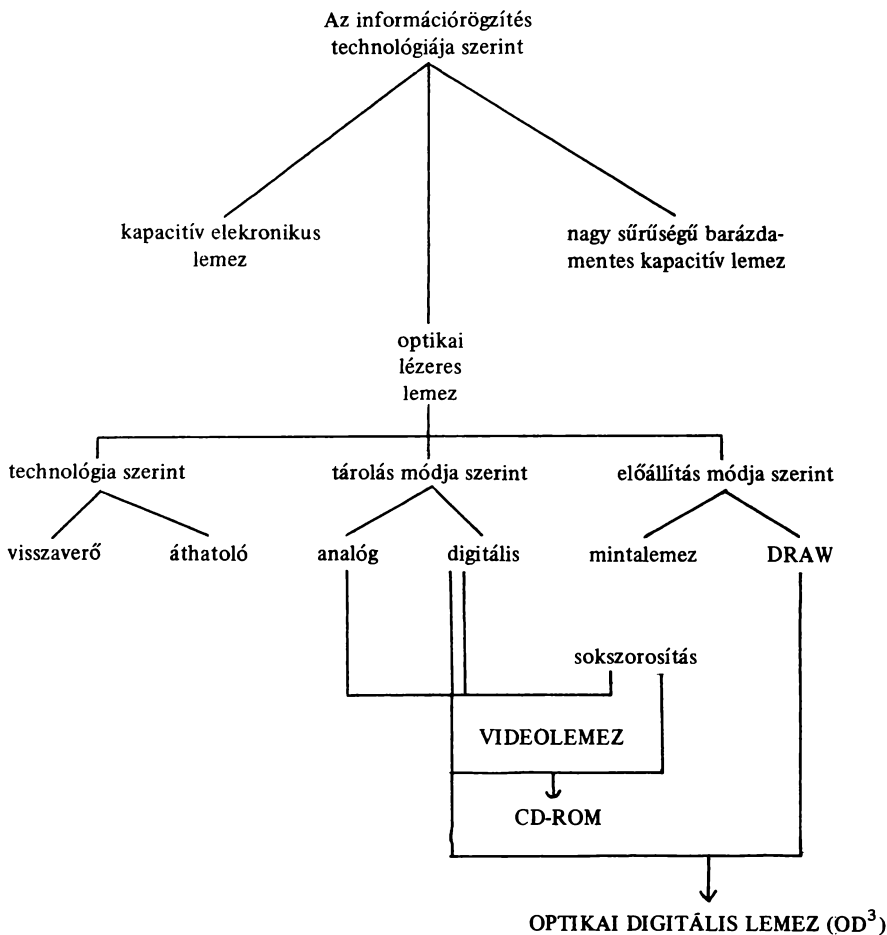 Az információrögzítés
technológiája szerint
kapacitív elekronikus
lemez
nagy sűrűségű barázda-
mentes kapacitív lemez
optikai
lézeres
lemez
technológia szerint
tárolás módja szerint
előállítás módja szerint
visszaverő
áthatoló
analóg
digitális
mintalemez
DRAW
sokszorosítás
VIDEOLEMEZ
CD-ROM
OPTIKAI DIGITÁLIS LEMEZ (OD³)